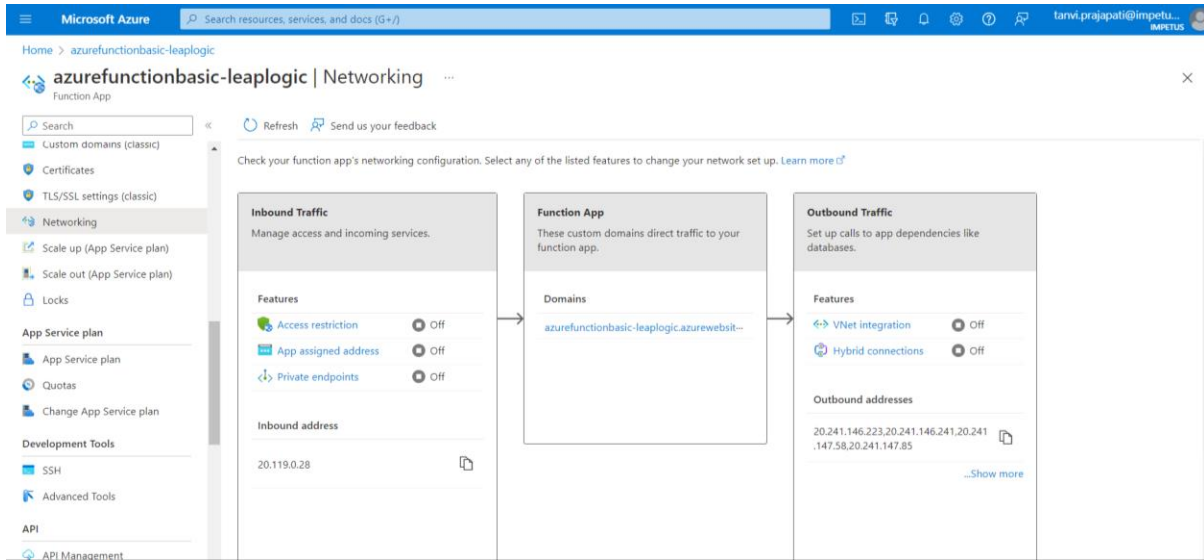 Microsoft Azure
Search resources, services, and docs (G+/)
tanvi.prajapati@impetu...
IMPETUS
Home > azurefunctionbasic-leaplogic
azurefunctionbasic-leaplogic | Networking ...
Function App
Search
«
Refresh
Send us your feedback
Custom domains (classic)
Certificates
TLS/SSL settings (classic)
Networking
Scale up (App Service plan)
Scale out (App Service plan)
Locks
App Service plan
App Service plan
Quotas
Change App Service plan
Development Tools
SSH
Advanced Tools
API
API Management
Check your function app's networking configuration. Select any of the listed features to change your network set up. Learn more
Inbound Traffic
Manage access and incoming services.
Features
Access restriction Off
App assigned address Off
Private endpoints Off
Inbound address
20.119.0.28
Function App
These custom domains direct traffic to your
function app.
Domains
azurefunctionbasic-leaplogic.azurewebsit...
Outbound Traffic
Set up calls to app dependencies like
databases.
Features
VNet integration Off
Hybrid connections Off
Outbound addresses
20.241.146.223,20.241.146.241,20.241
.147.58,20.241.147.85
...Show more